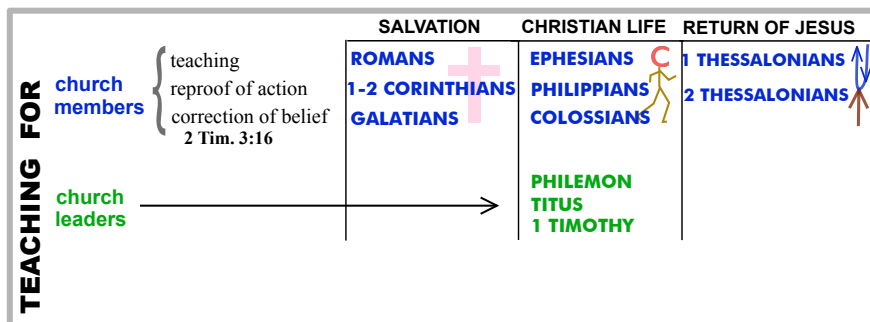 SALVATION CHRISTIAN LIFE RETURN OF JESUS
TEACHING FOR
church
members
teaching
reproof of action
correction of belief
2 Tim. 3:16
ROMANS
1-2 CORINTHIANS
GALATIANS
EPHESIANS
PHILIPPIANS
COLOSSIANS
C
1 THESSALONIANS
2 THESSALONIANS
church
leaders
PHILEMON
TITUS
1 TIMOTHY